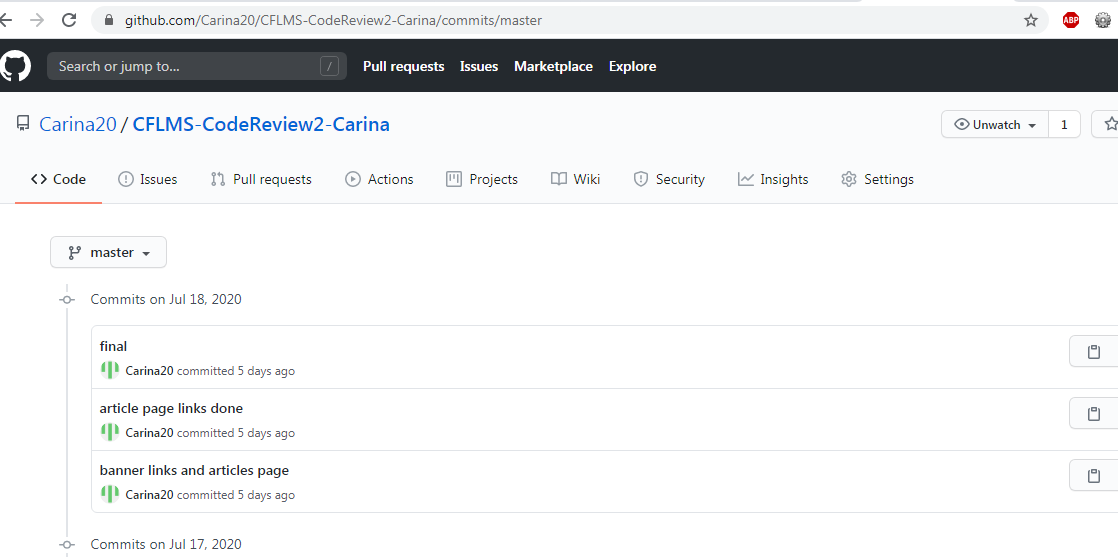 github.com/Carina20/CFLMS-CodeReview2-Carina/commits/master
ABP
Search or jump to... / Pull requests Issues Marketplace Explore
Carina20 / CFLMS-CodeReview2-Carina Unwatch 1
Code Issues Pull requests Actions Projects Wiki Security Insights Settings
master
Commits on Jul 18, 2020
final
Carina20 committed 5 days ago
article page links done
Carina20 committed 5 days ago
banner links and articles page
Carina20 committed 5 days ago
Commits on Jul 17, 2020